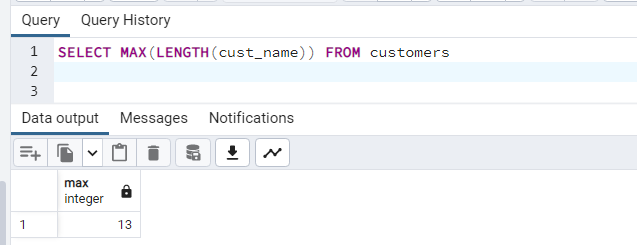 Query Query History
1 SELECT MAX(LENGTH(cust_name)) FROM customers
2
3
Data output Messages Notifications
max
integer
1 13